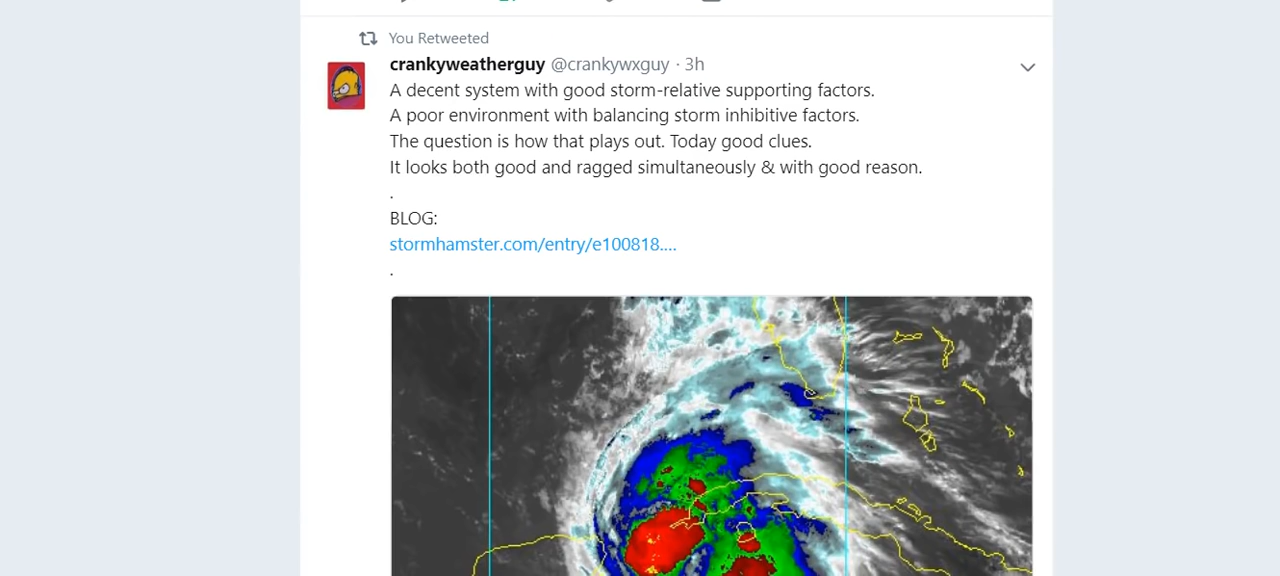 You Retweeted
crankyweatherguy @crankywxguy · 3h
A decent system with good storm-relative supporting factors.
A poor environment with balancing storm inhibitive factors.
The question is how that plays out. Today good clues.
It looks both good and ragged simultaneously & with good reason.
.
BLOG:
stormhamster.com/entry/e100818....
.